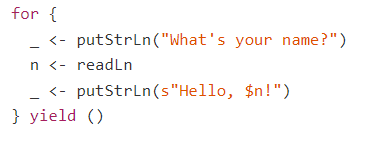 for {
  _ <- putStrLn("What's your name?")
  n <- readLn
  _ <- putStrLn(s"Hello, $n!")
} yield ()